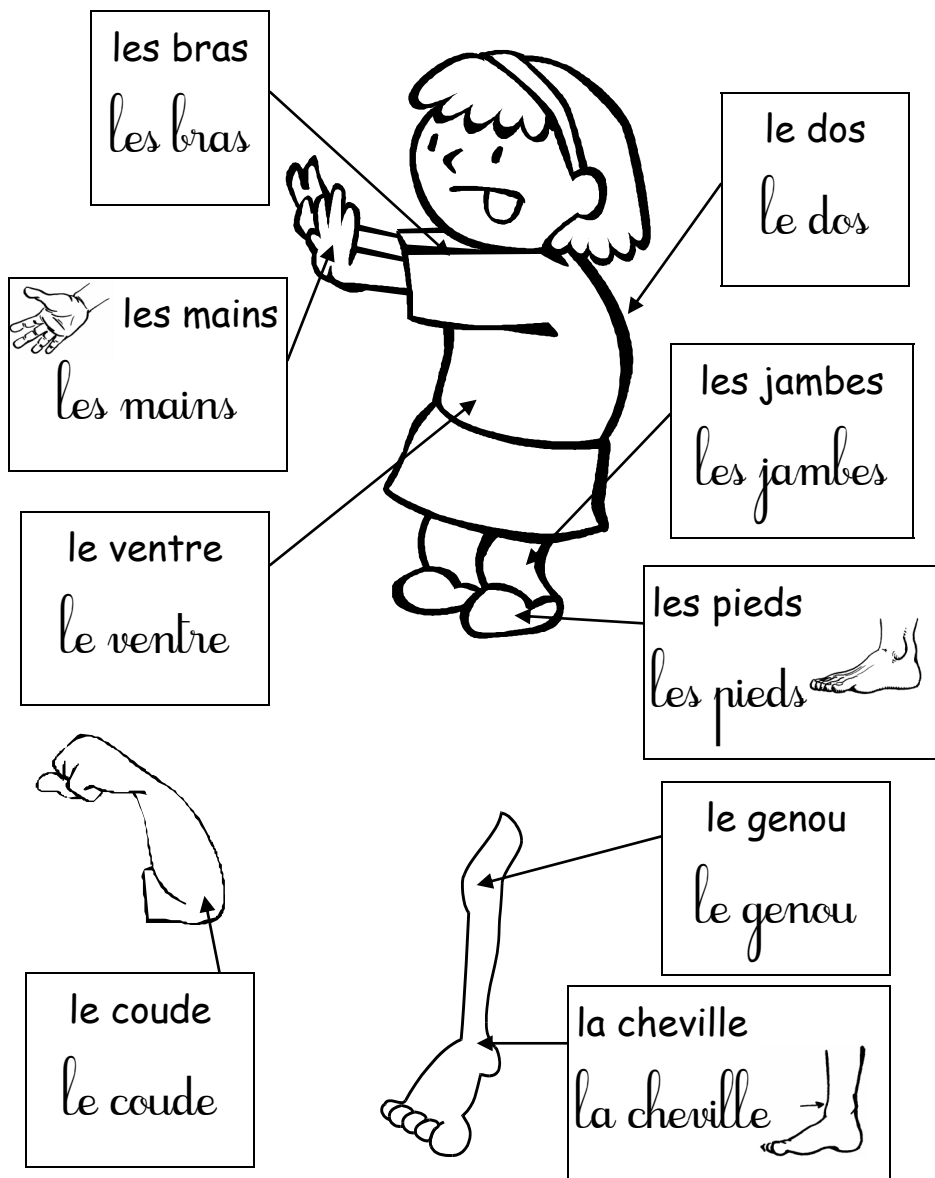 les bras
les bras
le dos
le dos
les mains
les mains
les jambes
les jambes
le ventre
le ventre
les pieds
les pieds
le genou
le genou
le coude
le coude
la cheville
la cheville